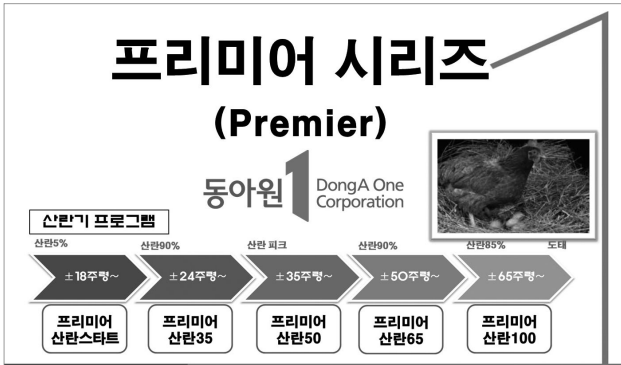 프리미어 시리즈
(Premier)
동아원 1 DongA One
Corporation
산란기 프로그램
산란5% 산란90% 산란 피크 산란90% 산란85% 도태
±18주령~ ±24주령~ ±35주령~ ±50주령~ ±65주령~
프리미어 프리미어 프리미어 프리미어 프리미어
산란스타트 산란35 산란50 산란65 산란100